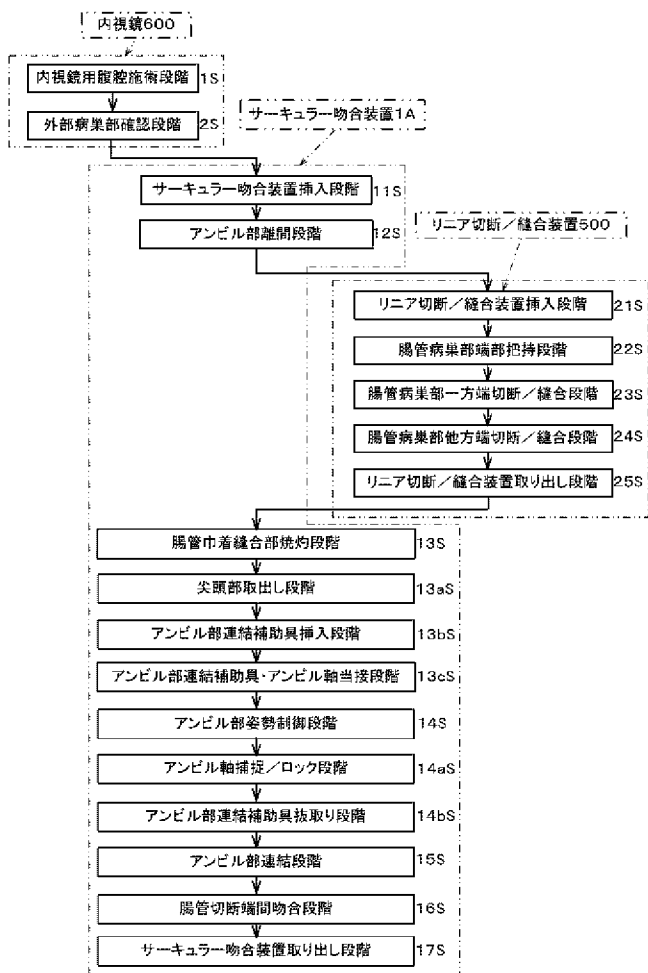 内視鏡600
内視鏡用腹腔施術段階 1S
外部病巣部確認段階 2S
サーキュラー吻合装置1A
サーキュラー吻合装置挿入段階 11S
アンビル部離間段階 12S
リニア切断／縫合装置500
リニア切断／縫合装置挿入段階 21S
腸管病巣部端部把持段階 22S
腸管病巣部一方端切断／縫合段階 23S
腸管病巣部他方端切断／縫合段階 24S
リニア切断／縫合装置取り出し段階 25S
腸管巾着縫合部焼灼段階 13S
尖頭部取出し段階 13aS
アンビル部連結補助具挿入段階 13bS
アンビル部連結補助具・アンビル軸当接段階 13cS
アンビル部姿勢制御段階 14S
アンビル軸捕捉／ロック段階 14aS
アンビル部連結補助具抜取り段階 14bS
アンビル部連結段階 15S
腸管切断端間吻合段階 16S
サーキュラー吻合装置取り出し段階 17S